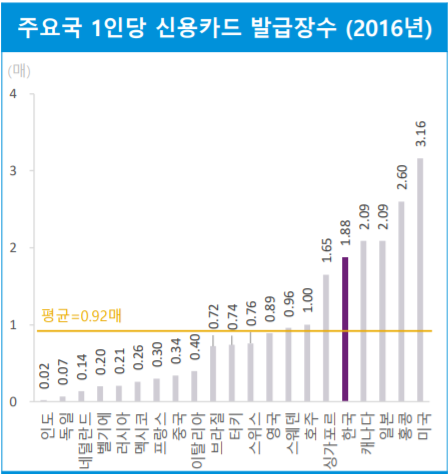 주요국 1인당 신용카드 발급장수 (2016년)
(매)
4
3
2
1
0
평균=0.92매
0.02
0.07
0.14
0.20
0.21
0.26
0.30
0.34
0.40
0.72
0.74
0.76
0.89
0.96
1.00
1.65
1.88
2.09
2.09
2.60
3.16
인도
독일
네덜란드
벨기에
러시아
멕시코
프랑스
중국
이탈리아
브라질
터키
스위스
영국
스웨덴
호주
싱가포르
한국
캐나다
일본
홍콩
미국